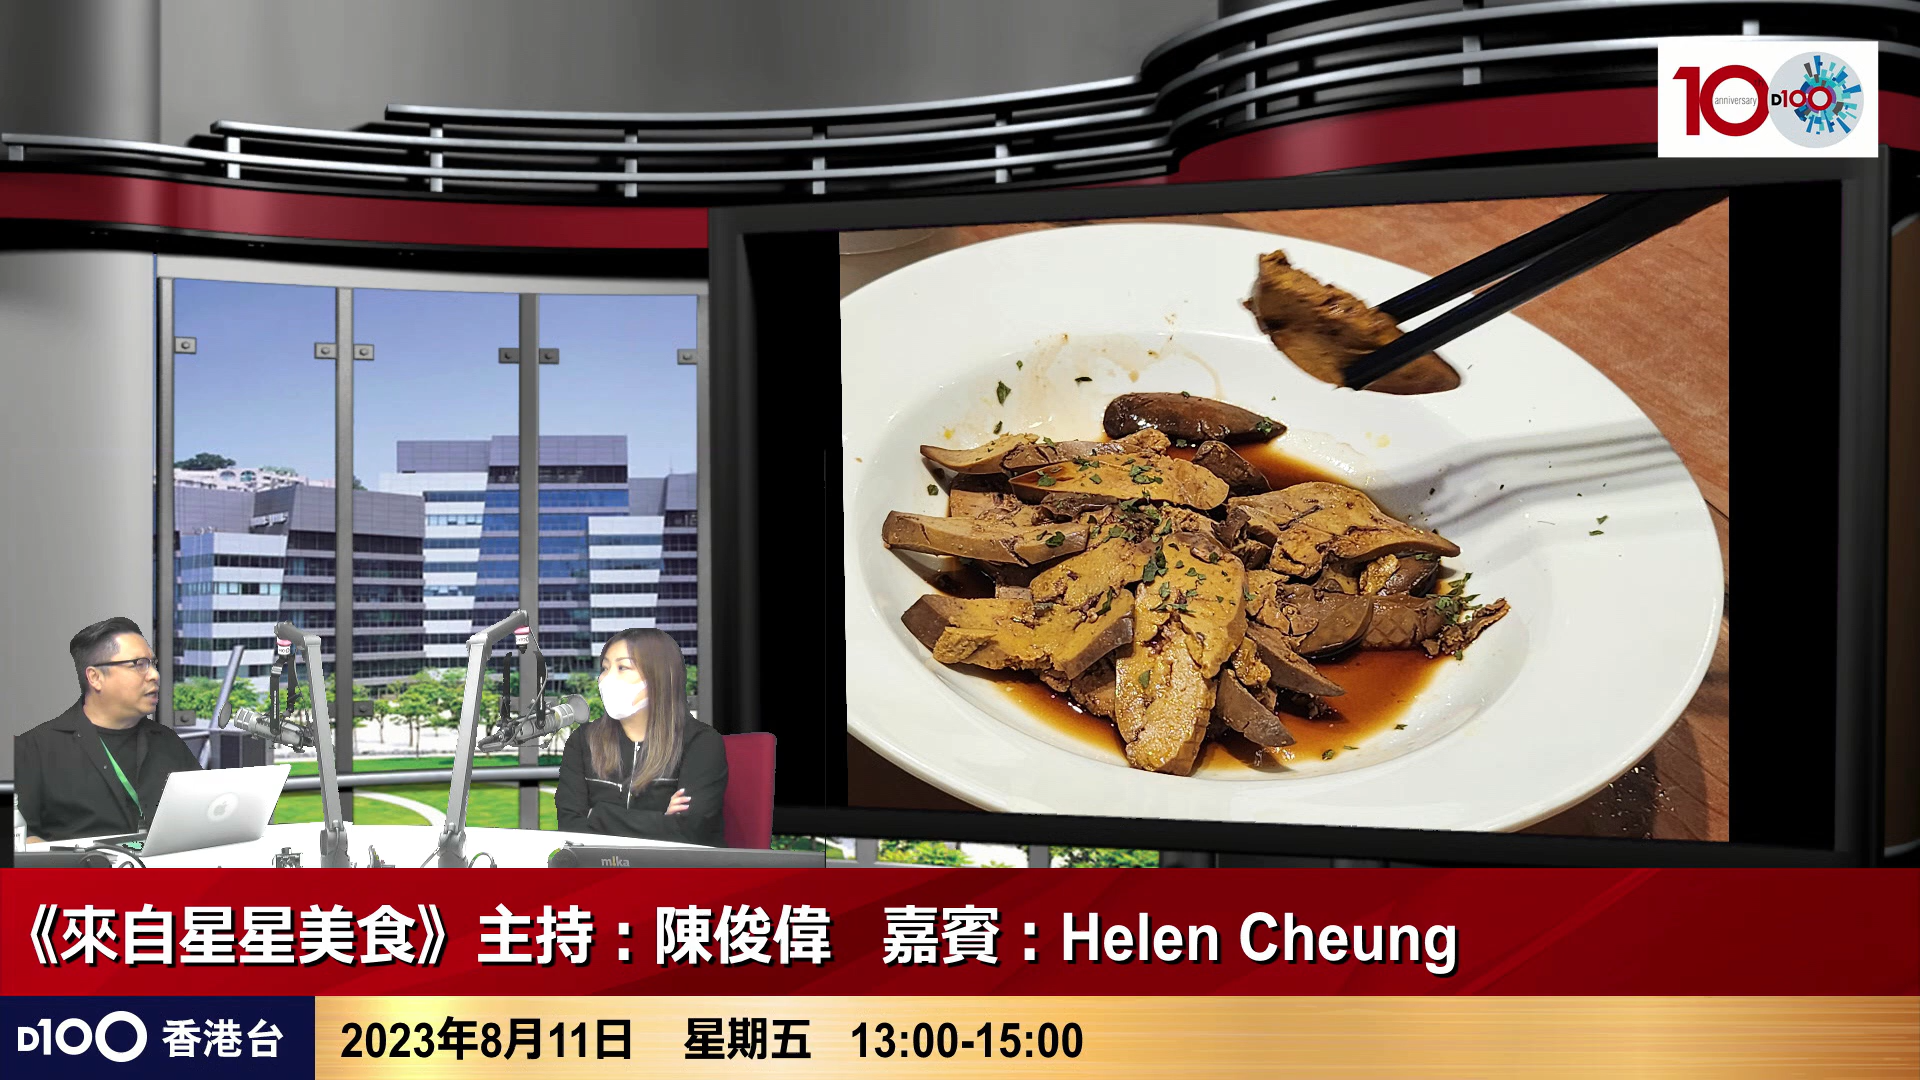 10 anniversary D100
mika
《來自星星美食》主持：陳俊偉 嘉賓：Helen Cheung
D100 香港台
2023年8月11日 星期五 13:00-15:00